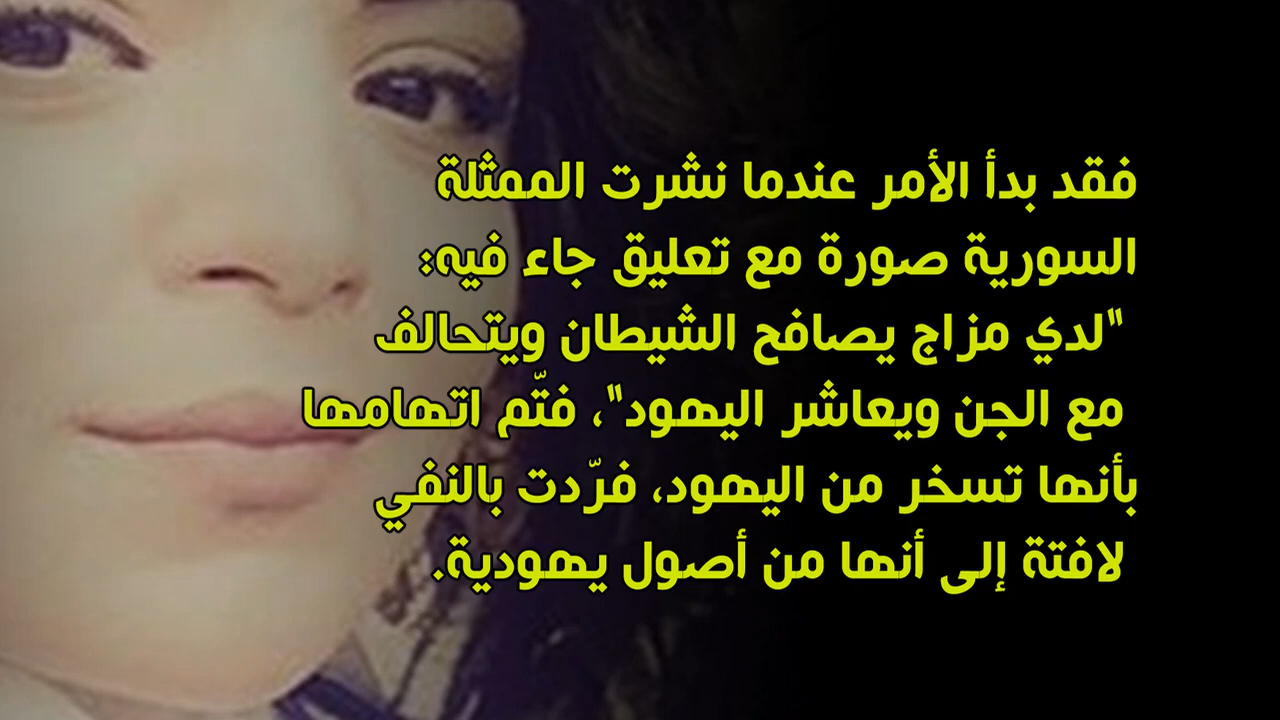 فقد بدأ الأمر عندما نشرت الممثلة
السورية صورة مع تعليق جاء فيه:
"لدي مزاج يصافح الشيطان ويتحالف
مع الجن ويعاشر اليهود"، فتّم اتهامها
بأنها تسخر من اليهود، فرّدت بالنفي
لافتة إلى أنها من أصول يهودية.